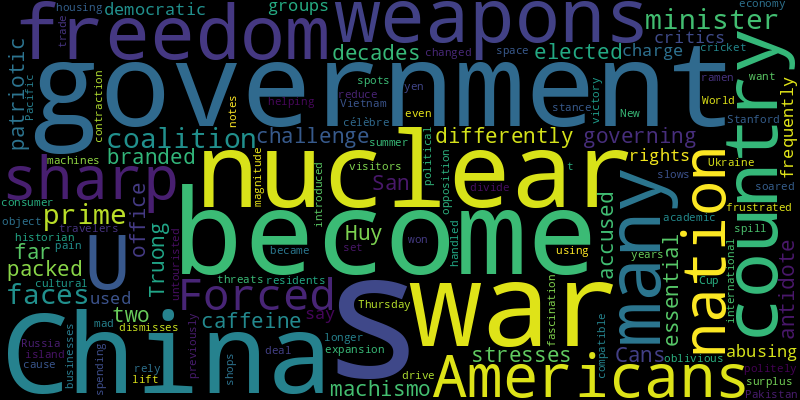 housing
democratic
groups
economy
freedom
weapons
minister
trade
decades
elected
charge
critics
cricket
changed
space
patriotic
Pacific
government
country
contraction
notes
spots
yen
reduce
Vietnam
helping
even
célèbre
stance
victory
New
want
World
Stanford
frequently
coalition
challenge
differently
governing
branded
summer
political
rights
machines
sharp
nuclear
visitors
t
Ukraine
magnitude
San
divide
opposition
slows
soared
academic
consumer
prime
office
become
introduced
many
nation
frustrated
object
travelers
U
Truong
untouristed
Huy
set
won
handled
using
accused
essential
years
spill
historian
pain
far
became
international
antidote
packed
cultural
threats
residents
Forced
faces
used
say
Thursday
S
war
fascination
compatible
Cup
China
two
caffeine
previously
longer
expansion
Russia
island
cause
mad
dismisses
businesses
spending
rely
lift
shops
deal
drive
stresses
Cans
oblivious
abusing
machismo
Americans
politely
surplus
Pakistan